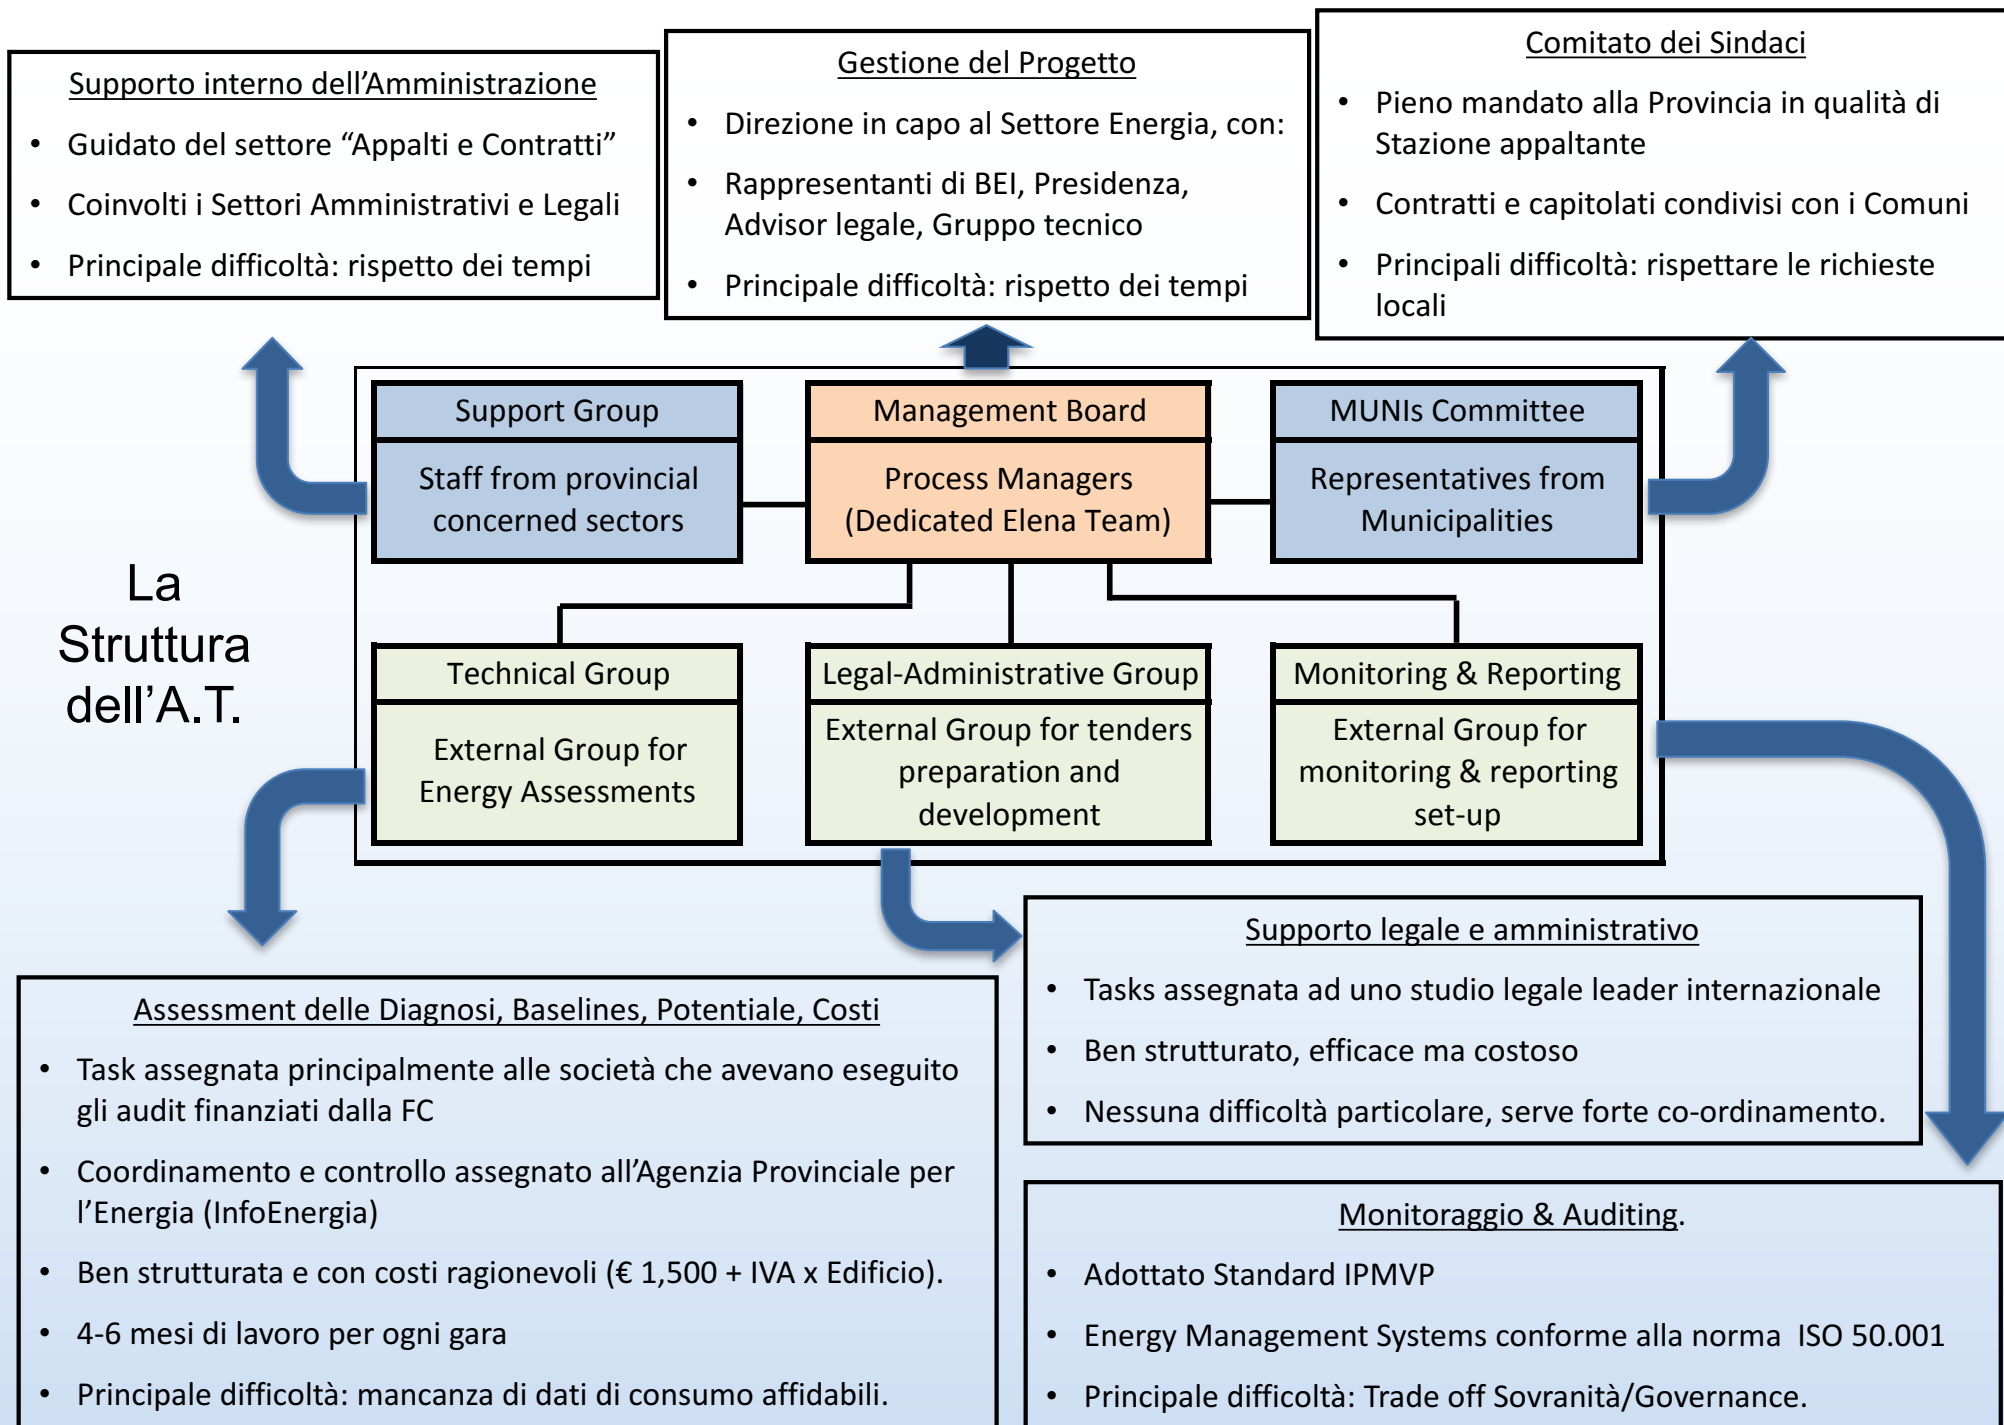 Supporto interno dell'Amministrazione
• Guidato del settore “Appalti e Contratti”
• Coinvolti i Settori Amministrativi e Legali
• Principale difficoltà: rispetto dei tempi
Gestione del Progetto
• Direzione in capo al Settore Energia, con:
• Rappresentanti di BEI, Presidenza,
Advisor legale, Gruppo tecnico
• Principale difficoltà: rispetto dei tempi
Comitato dei Sindaci
• Pieno mandato alla Provincia in qualità di
Stazione appaltante
• Contratti e capitolati condivisi con i Comuni
• Principali difficoltà: rispettare le richieste
locali
Support Group
Staff from provincial
concerned sectors
Management Board
Process Managers
(Dedicated Elena Team)
MUNIs Committee
Representatives from
Municipalities
La
Struttura
dell’A.T.
Technical Group
External Group for
Energy Assessments
Legal-Administrative Group
External Group for tenders
preparation and
development
Monitoring & Reporting
External Group for
monitoring & reporting
set-up
Assessment delle Diagnosi, Baselines, Potentiale, Costi
• Task assegnata principalmente alle società che avevano eseguito
gli audit finanziati dalla FC
• Coordinamento e controllo assegnato all’Agenzia Provinciale per
l’Energia (InfoEnergia)
• Ben strutturata e con costi ragionevoli (€ 1,500 + IVA x Edificio).
• 4-6 mesi di lavoro per ogni gara
• Principale difficoltà: mancanza di dati di consumo affidabili.
Supporto legale e amministrativo
• Tasks assegnata ad uno studio legale leader internazionale
• Ben strutturato, efficace ma costoso
• Nessuna difficoltà particolare, serve forte co-ordinamento.
Monitoraggio & Auditing.
• Adottato Standard IPMVP
• Energy Management Systems conforme alla norma ISO 50.001
• Principale difficoltà: Trade off Sovranità/Governance.